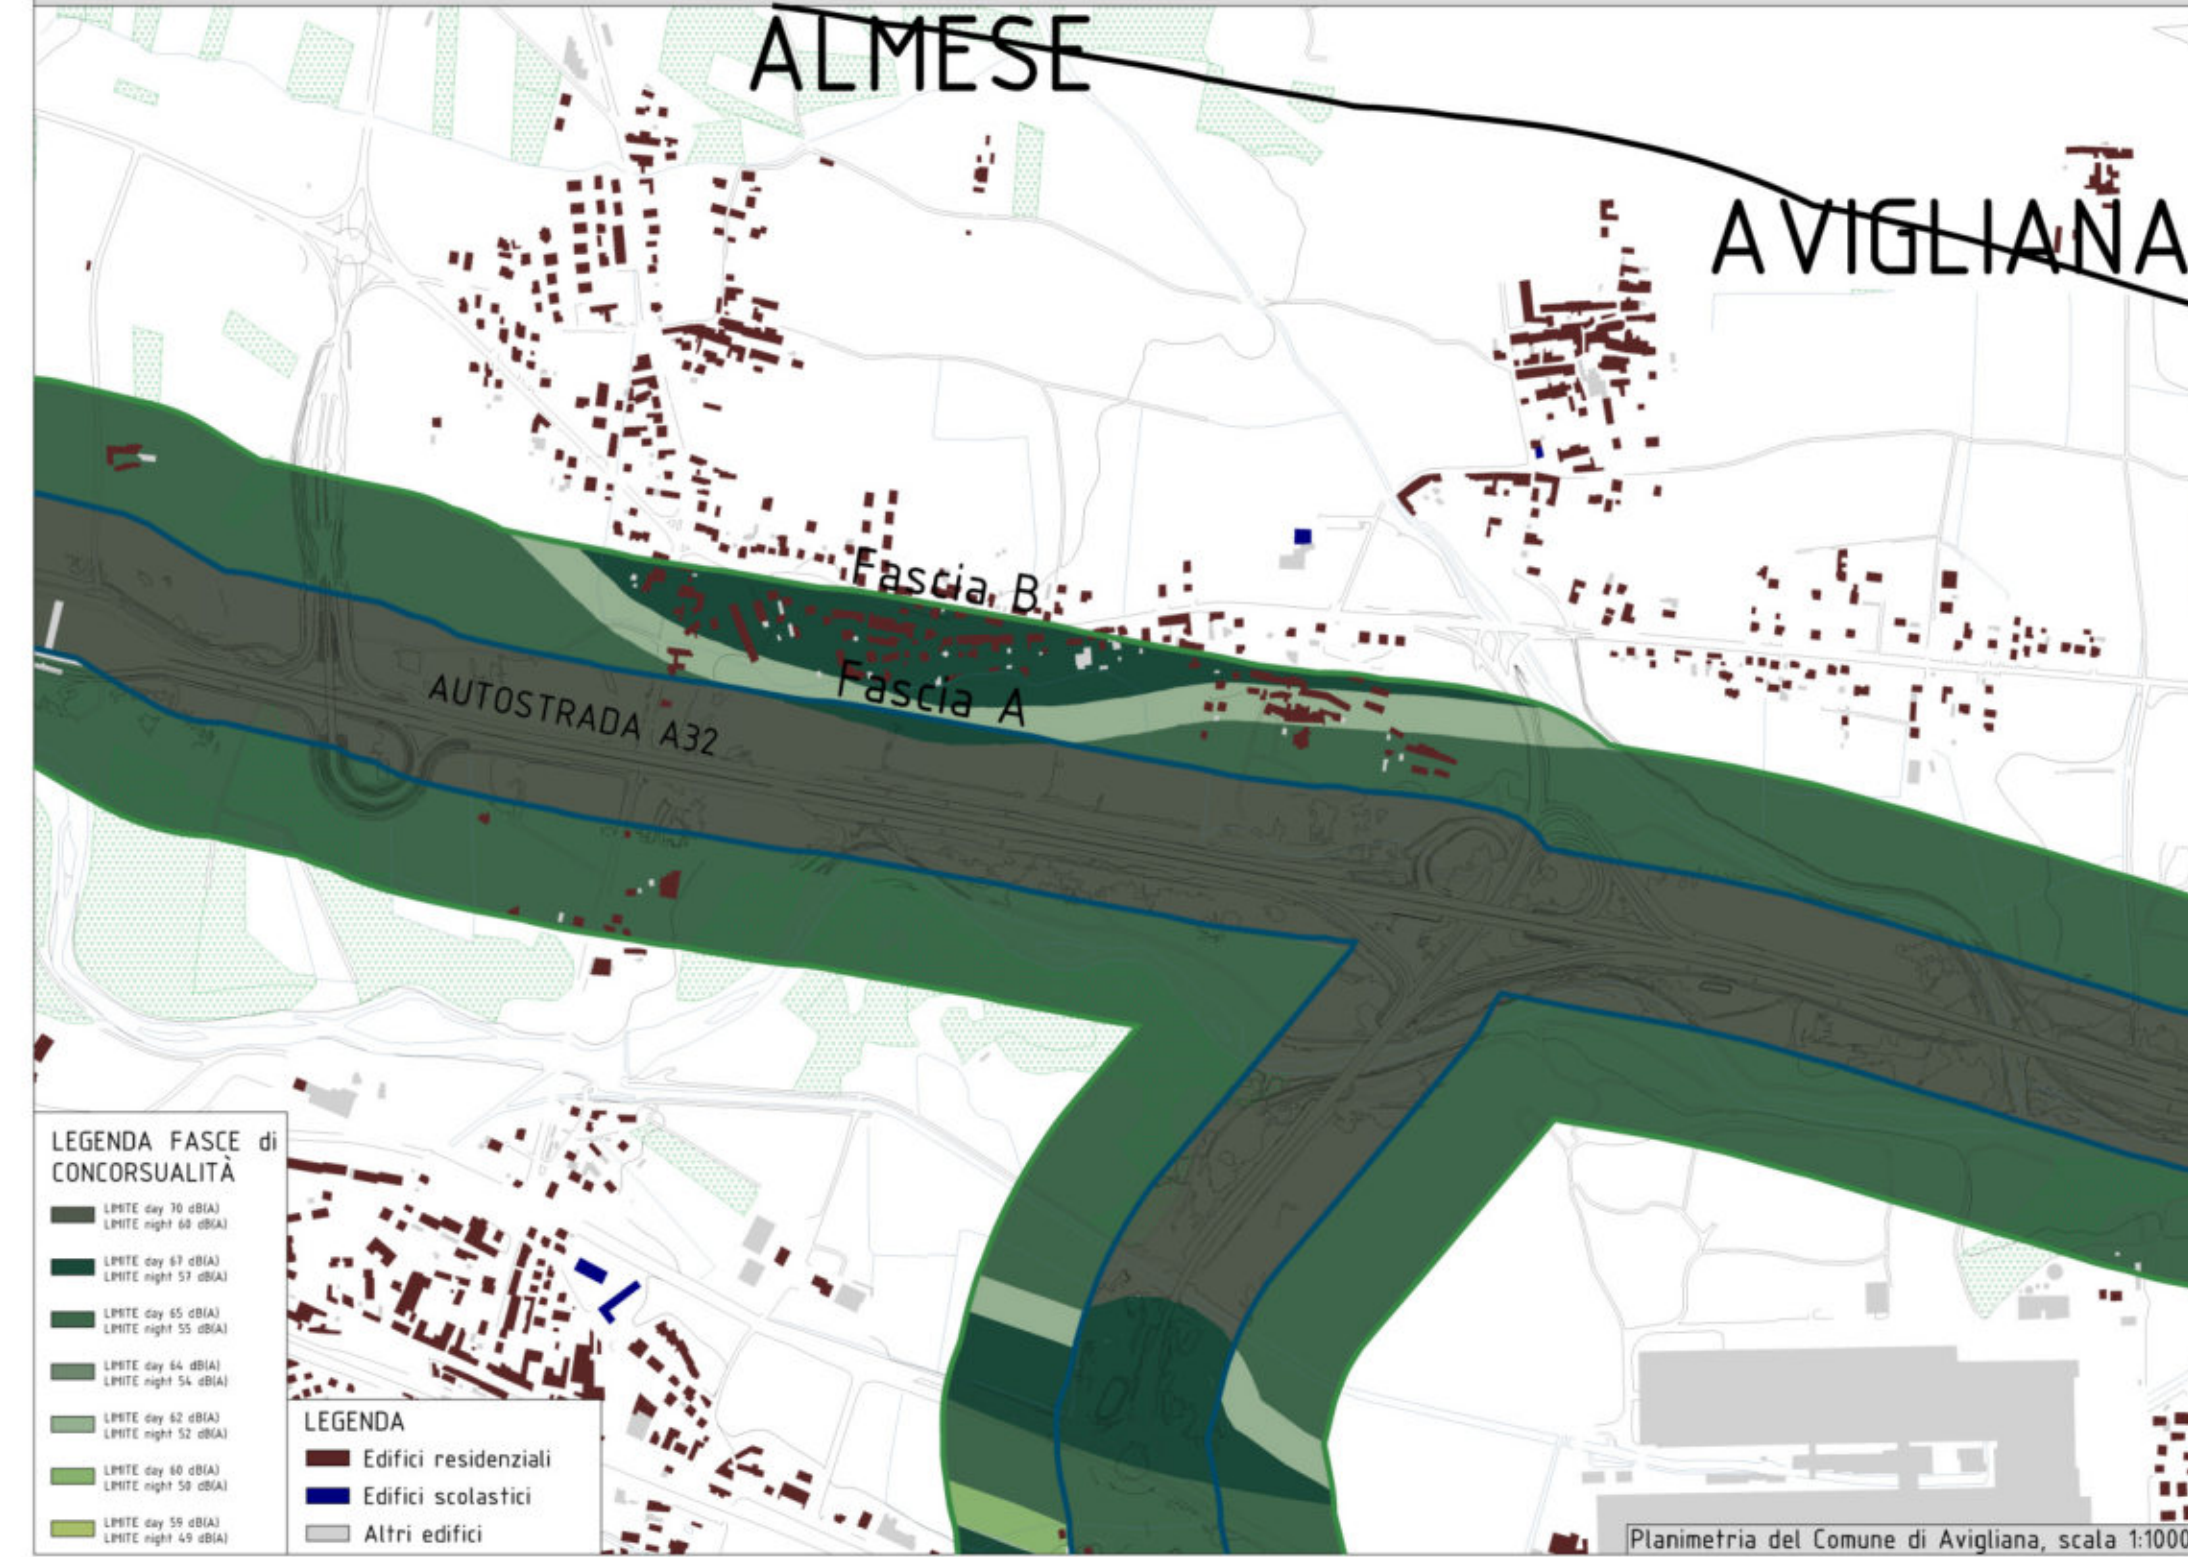 ALMESE
AVIGLIANA
Fascia B
Fascia A
AUTOSTRADA A32
LEGENDA FASCE di
CONCORSUALITÀ
LIMITE day 70 dB(A)
LIMITE night 60 dB(A)
LIMITE day 67 dB(A)
LIMITE night 57 dB(A)
LIMITE day 65 dB(A)
LIMITE night 55 dB(A)
LIMITE day 64 dB(A)
LIMITE night 54 dB(A)
LIMITE day 62 dB(A)
LIMITE night 52 dB(A)
LIMITE day 60 dB(A)
LIMITE night 50 dB(A)
LIMITE day 59 dB(A)
LIMITE night 49 dB(A)
LEGENDA
Edifici residenziali
Edifici scolastici
Altri edifici
Planimetria del Comune di Avigliana, scala 1:1000